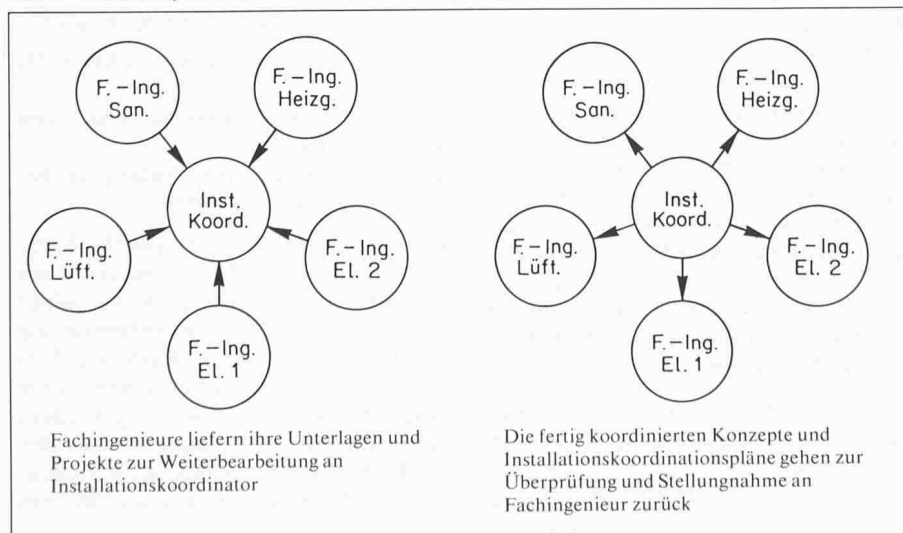 F.–Ing.
San.
F.–Ing.
Heizg.
Inst.
Koord.
F.–Ing.
Lüft.
F.–Ing.
El. 2
F.–Ing.
El. 1
Fachingenieure liefern ihre Unterlagen und
Projekte zur Weiterbearbeitung an
Installationskoordinator
F.–Ing.
San.
F.–Ing.
Heizg.
Inst.
Koord.
F.–Ing.
Lüft.
F.–Ing.
El. 2
F.–Ing.
El. 1
Die fertig koordinierten Konzepte und
Installationskoordinationspläne gehen zur
Überprüfung und Stellungnahme an
Fachingenieur zurück